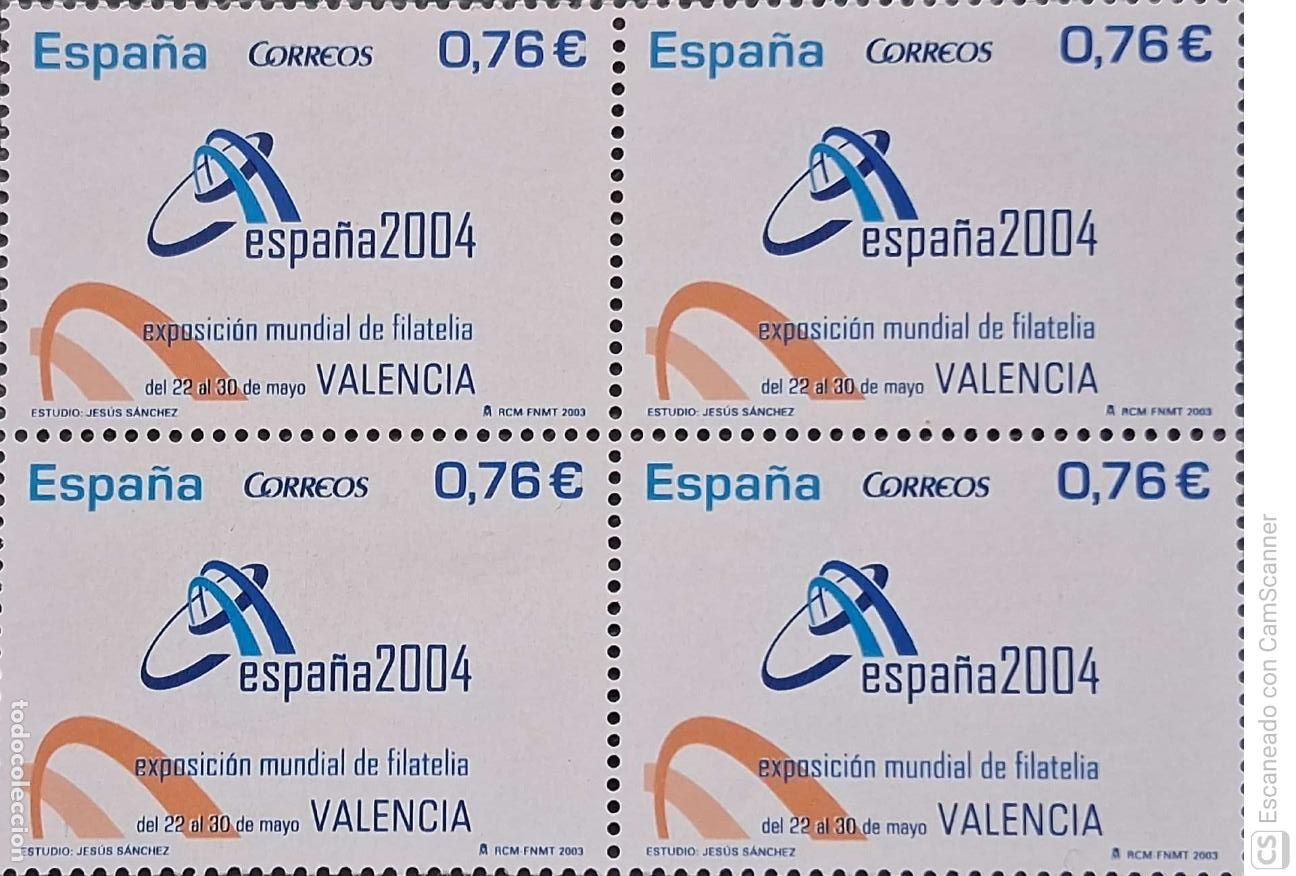 España CORREOS 0,76 €
españa2004
exposición mundial de filatelia
del 22 al 30 de mayo VALENCIA
ESTUDIO: JESÚS SÁNCHEZ RCM-FNMT 2003
España CORREOS 0,76 €
españa2004
exposición mundial de filatelia
del 22 al 30 de mayo VALENCIA
ESTUDIO: JESÚS SÁNCHEZ RCM-FNMT 2003
España CORREOS 0,76 €
españa2004
exposición mundial de filatelia
del 22 al 30 de mayo VALENCIA
ESTUDIO: JESÚS SÁNCHEZ RCM-FNMT 2003
España CORREOS 0,76 €
españa2004
exposición mundial de filatelia
del 22 al 30 de mayo VALENCIA
ESTUDIO: JESÚS SÁNCHEZ RCM-FNMT 2003
todocoleccion
CS Escaneado con CamScanner